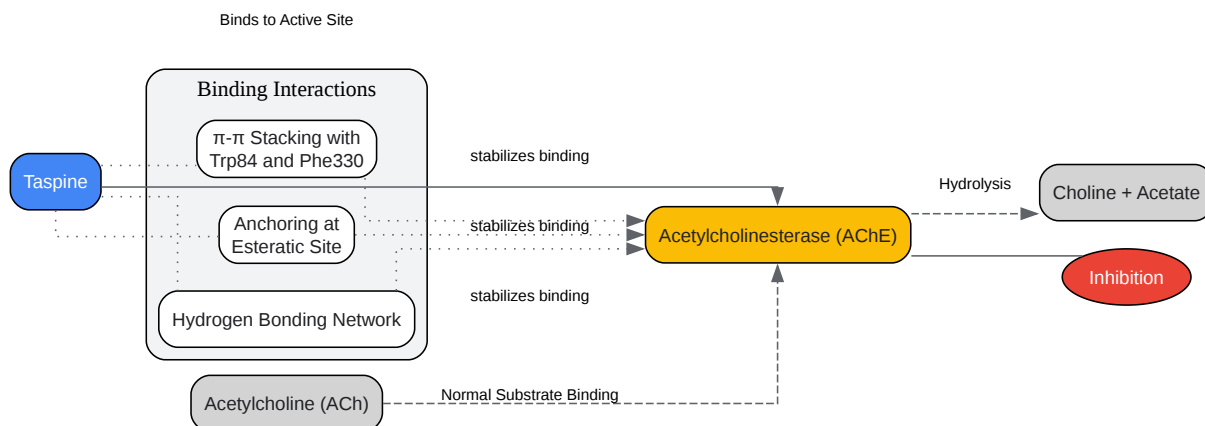 Binds to Active Site
Binding Interactions
π-π Stacking with
Trp84 and Phe330
stabilizes binding
Taspine
Hydrolysis
Choline + Acetate
Anchoring at
Esteratic Site
stabilizes binding
Acetylcholinesterase (AChE)
Inhibition
stabilizes binding
Hydrogen Bonding Network
Acetylcholine (ACh)
Normal Substrate Binding